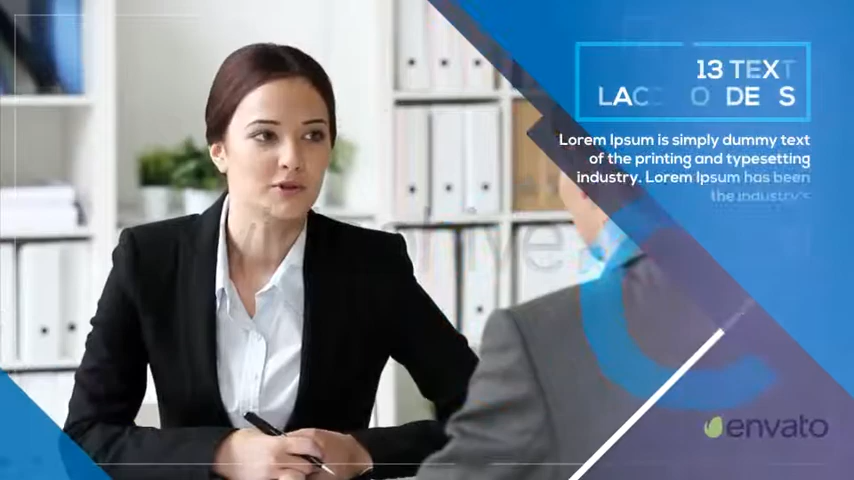 13 TEXT
Lorem Ipsum is simply dummy text
of the printing and typesetting
industry. Lorem Ipsum has been
the industry's
envato